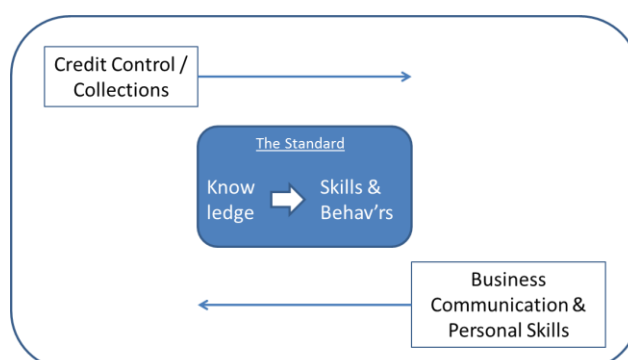 Credit Control /
Collections
The Standard
Know
ledge
Skills &
Behav'rs
Business
Communication &
Personal Skills